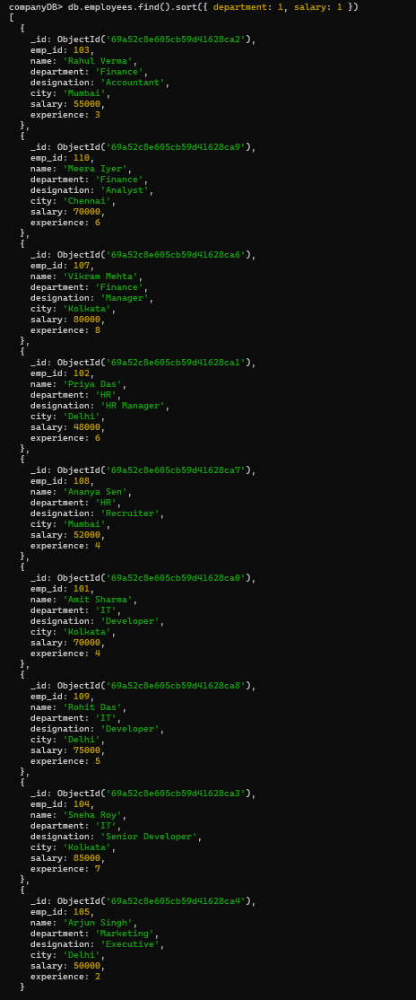 companyDB> db.employees.find().sort({ department: 1, salary: 1 })
[
  {
    _id: ObjectId('69a52c8e605cb59d41628ca2'),
    emp_id: 103,
    name: 'Rahul Verma',
    department: 'Finance',
    designation: 'Accountant',
    city: 'Mumbai',
    salary: 55000,
    experience: 3
  },
  {
    _id: ObjectId('69a52c8e605cb59d41628ca9'),
    emp_id: 110,
    name: 'Meera Iyer',
    department: 'Finance',
    designation: 'Analyst',
    city: 'Chennai',
    salary: 70000,
    experience: 6
  },
  {
    _id: ObjectId('69a52c8e605cb59d41628ca6'),
    emp_id: 107,
    name: 'Vikram Mehta',
    department: 'Finance',
    designation: 'Manager',
    city: 'Kolkata',
    salary: 80000,
    experience: 8
  },
  {
    _id: ObjectId('69a52c8e605cb59d41628ca1'),
    emp_id: 102,
    name: 'Priya Das',
    department: 'HR',
    designation: 'HR Manager',
    city: 'Delhi',
    salary: 48000,
    experience: 6
  },
  {
    _id: ObjectId('69a52c8e605cb59d41628ca7'),
    emp_id: 108,
    name: 'Ananya Sen',
    department: 'HR',
    designation: 'Recruiter',
    city: 'Mumbai',
    salary: 52000,
    experience: 4
  },
  {
    _id: ObjectId('69a52c8e605cb59d41628ca0'),
    emp_id: 101,
    name: 'Amit Sharma',
    department: 'IT',
    designation: 'Developer',
    city: 'Kolkata',
    salary: 70000,
    experience: 4
  },
  {
    _id: ObjectId('69a52c8e605cb59d41628ca8'),
    emp_id: 109,
    name: 'Rohit Das',
    department: 'IT',
    designation: 'Developer',
    city: 'Delhi',
    salary: 75000,
    experience: 5
  },
  {
    _id: ObjectId('69a52c8e605cb59d41628ca3'),
    emp_id: 104,
    name: 'Sneha Roy',
    department: 'IT',
    designation: 'Senior Developer',
    city: 'Kolkata',
    salary: 85000,
    experience: 7
  },
  {
    _id: ObjectId('69a52c8e605cb59d41628ca4'),
    emp_id: 105,
    name: 'Arjun Singh',
    department: 'Marketing',
    designation: 'Executive',
    city: 'Delhi',
    salary: 50000,
    experience: 2
  }